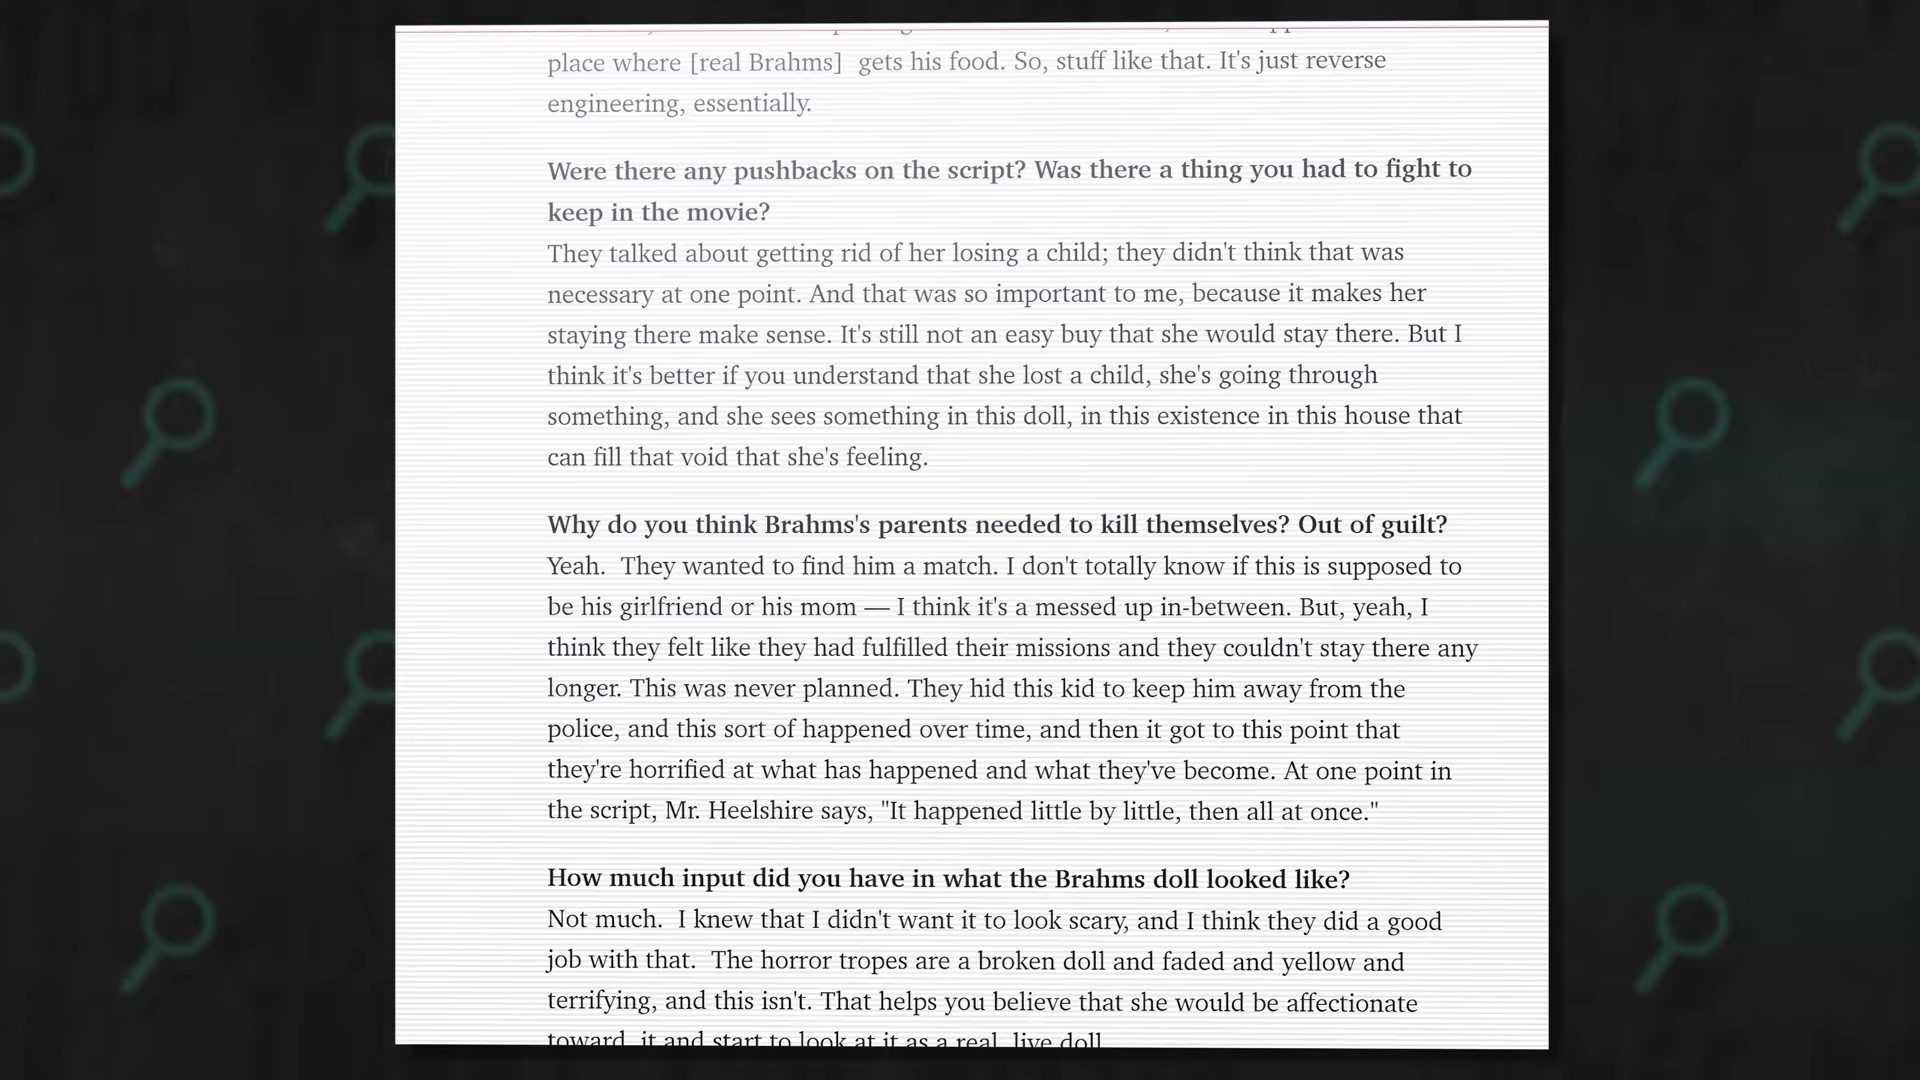 place where [real Brahms]  gets his food. So, stuff like that. It's just reverse
engineering, essentially.
Were there any pushbacks on the script? Was there a thing you had to fight to
keep in the movie?
They talked about getting rid of her losing a child; they didn't think that was
necessary at one point. And that was so important to me, because it makes her
staying there make sense. It's still not an easy buy that she would stay there. But I
think it's better if you understand that she lost a child, she's going through
something, and she sees something in this doll, in this existence in this house that
can fill that void that she's feeling.
Why do you think Brahms's parents needed to kill themselves? Out of guilt?
Yeah.  They wanted to find him a match. I don't totally know if this is supposed to
be his girlfriend or his mom — I think it's a messed up in-between. But, yeah, I
think they felt like they had fulfilled their missions and they couldn't stay there any
longer. This was never planned. They hid this kid to keep him away from the
police, and this sort of happened over time, and then it got to this point that
they're horrified at what has happened and what they've become. At one point in
the script, Mr. Heelshire says, "It happened little by little, then all at once."
How much input did you have in what the Brahms doll looked like?
Not much.  I knew that I didn't want it to look scary, and I think they did a good
job with that.  The horror tropes are a broken doll and faded and yellow and
terrifying, and this isn't. That helps you believe that she would be affectionate
toward it and start to look at it as a real, live doll